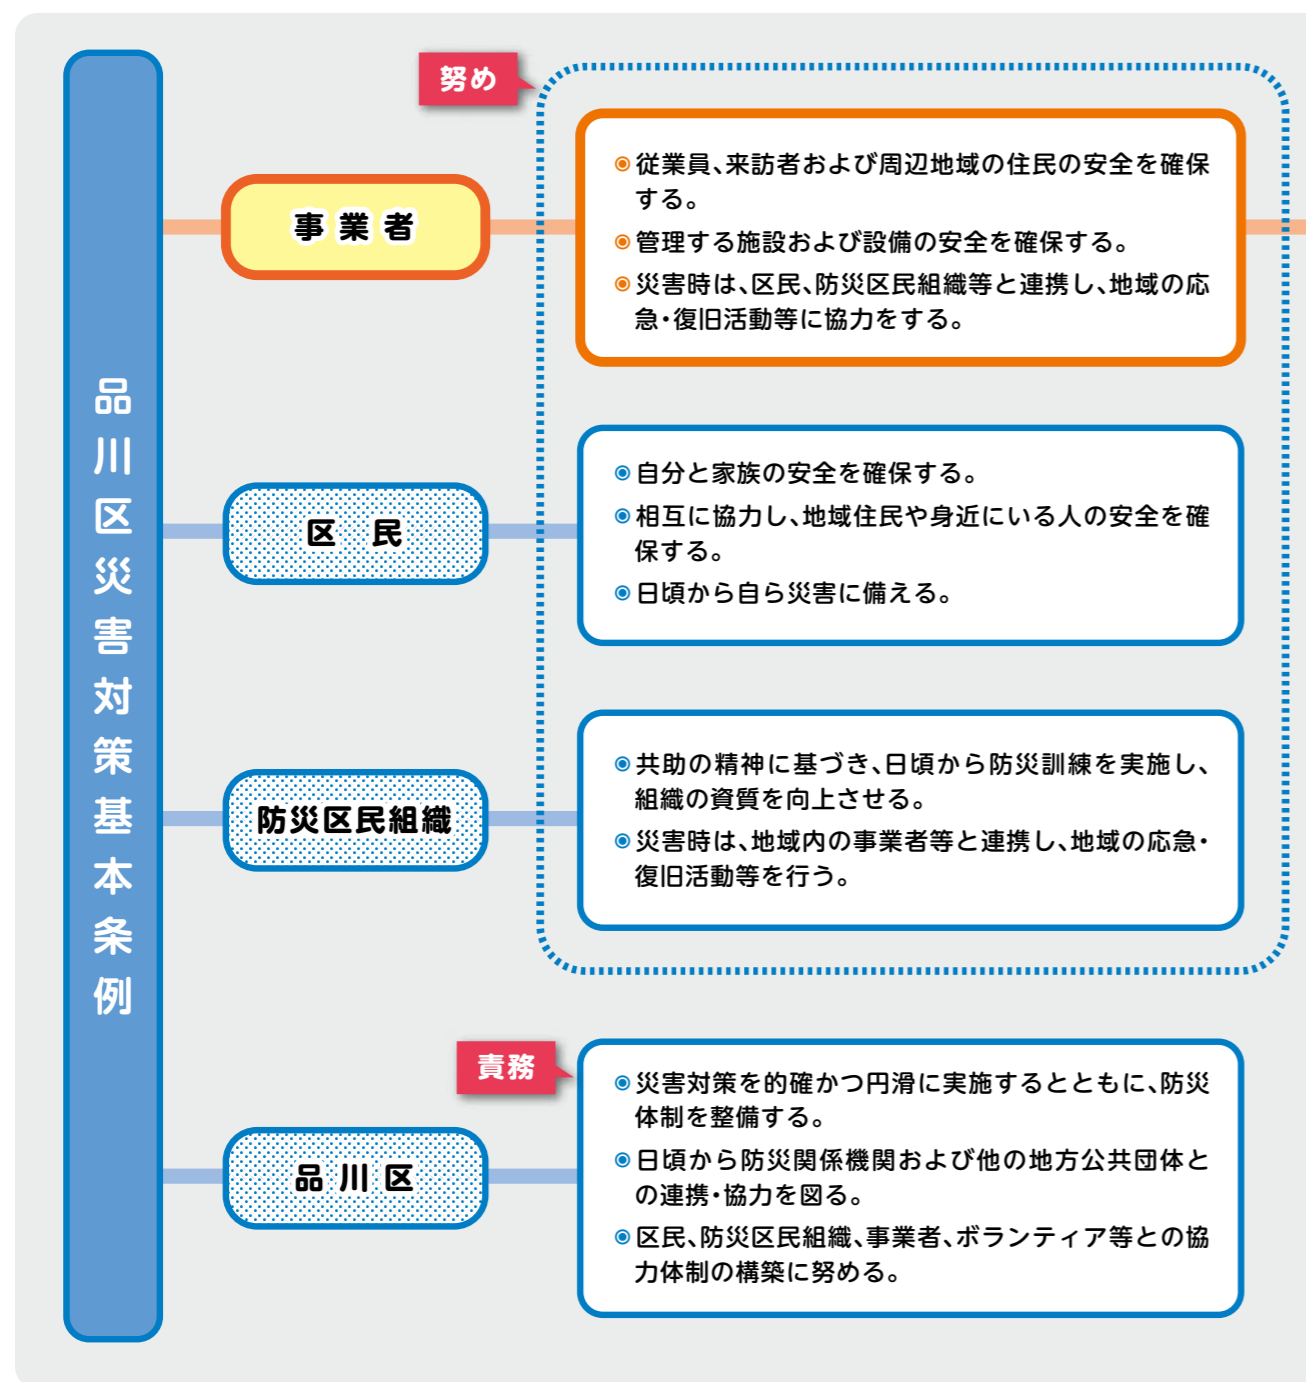 品川区災害対策基本条例
努め
事業者
◉従業員、来訪者および周辺地域の住民の安全を確保
する。
◉管理する施設および設備の安全を確保する。
◉災害時は、区民、防災区民組織等と連携し、地域の応
急・復旧活動等に協力をする。
区　民
◉自分と家族の安全を確保する。
◉相互に協力し、地域住民や身近にいる人の安全を確
保する。
◉日頃から自ら災害に備える。
防災区民組織
◉共助の精神に基づき、日頃から防災訓練を実施し、
組織の資質を向上させる。
◉災害時は、地域内の事業者等と連携し、地域の応急・
復旧活動等を行う。
責務
品川区
◉災害対策を的確かつ円滑に実施するとともに、防災
体制を整備する。
◉日頃から防災関係機関および他の地方公共団体と
の連携・協力を図る。
◉区民、防災区民組織、事業者、ボランティア等との協
力体制の構築に努める。